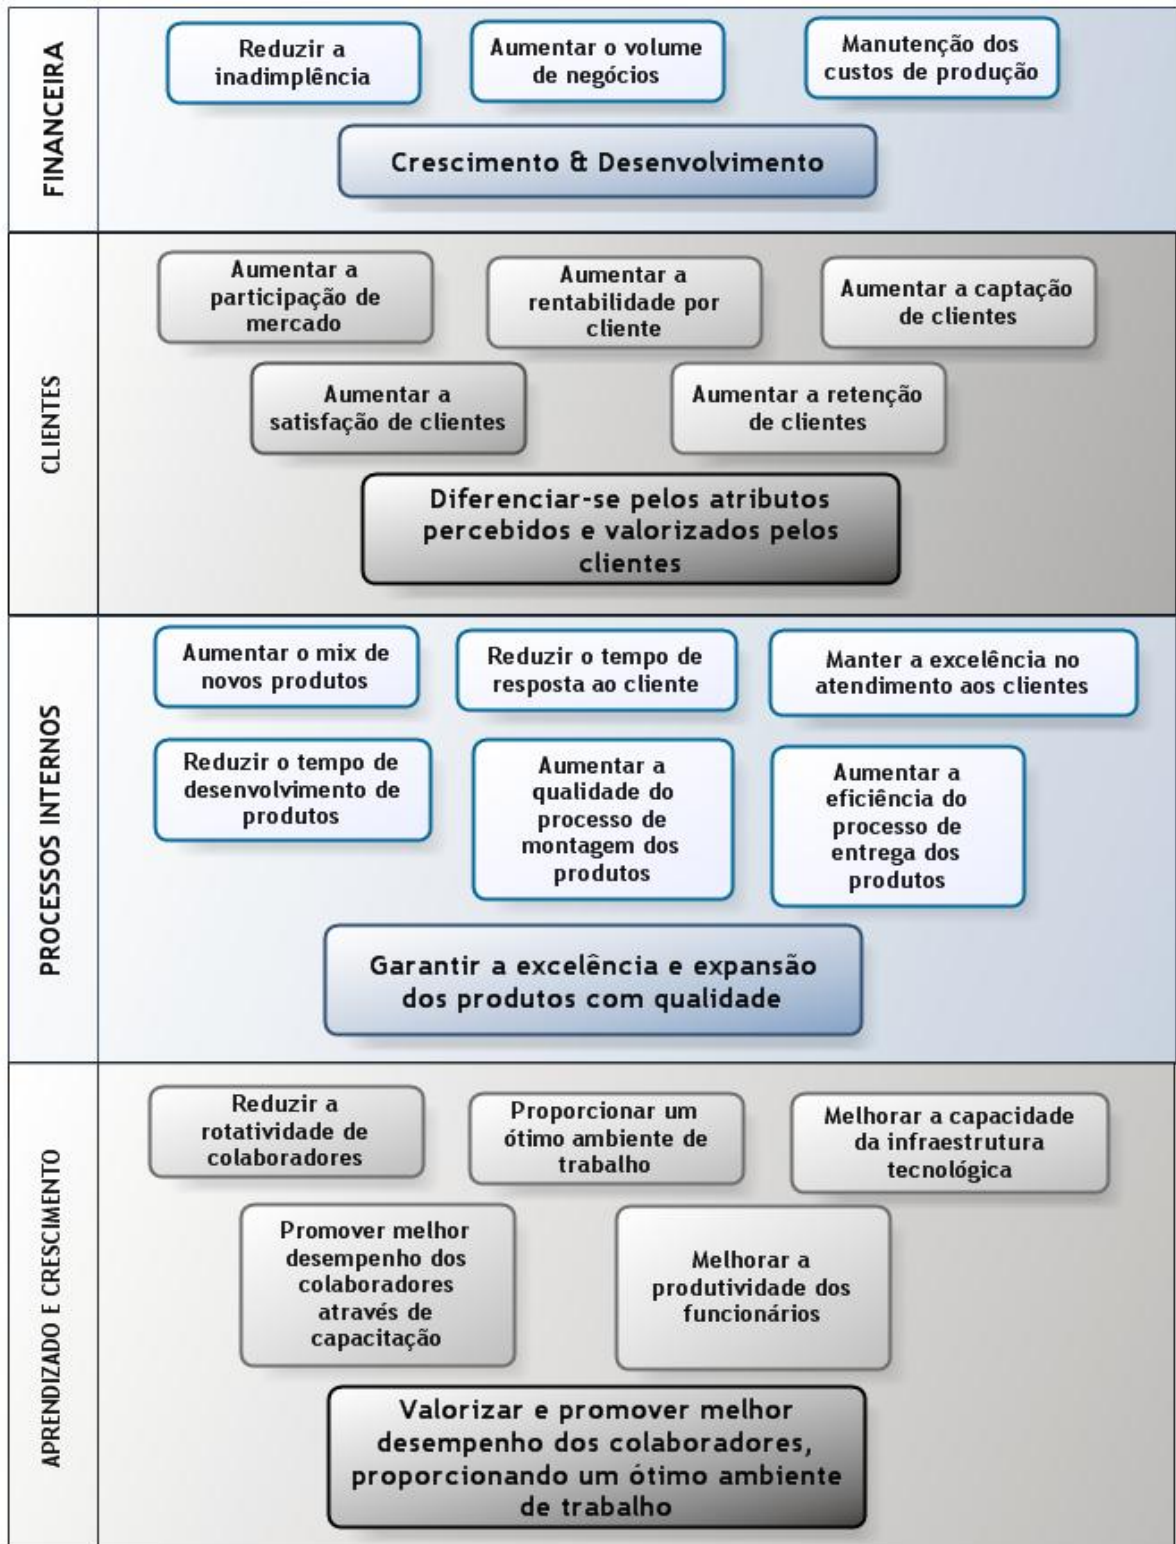 FINANCEIRA
Reduzir a
inadimplência
Aumentar o volume
de negócios
Manutenção dos
custos de produção
Crescimento & Desenvolvimento
CLIENTES
Aumentar a
participação de
mercado
Aumentar a
rentabilidade por
cliente
Aumentar a captação
de clientes
Aumentar a
satisfação de clientes
Aumentar a retenção
de clientes
Diferenciar-se pelos atributos
percebidos e valorizados pelos
clientes
PROCESSOS INTERNOS
Aumentar o mix de
novos produtos
Reduzir o tempo de
resposta ao cliente
Manter a excelência no
atendimento aos clientes
Reduzir o tempo de
desenvolvimento de
produtos
Aumentar a
qualidade do
processo de
montagem dos
produtos
Aumentar a
eficiência do
processo de
entrega dos
produtos
Garantir a excelência e expansão
dos produtos com qualidade
APRENDIZADO E CRESCIMENTO
Reduzir a
rotatividade de
colaboradores
Proporcionar um
ótimo ambiente de
trabalho
Melhorar a capacidade
da infraestrutura
tecnológica
Promover melhor
desempenho dos
colaboradores
através de
capacitação
Melhorar a
produtividade dos
funcionários
Valorizar e promover melhor
desempenho dos colaboradores,
proporcionando um ótimo ambiente
de trabalho